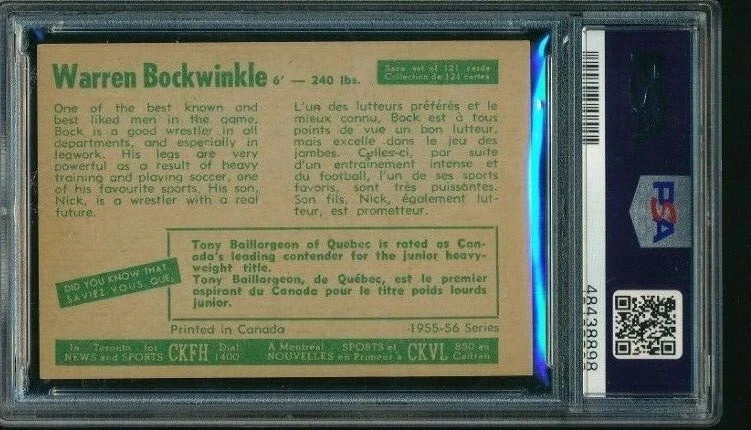 Warren Bockwinkle 6' — 240 lbs.
Save set of 121 cards
Collection de 121 cartes
One of the best known and
best liked men in the game,
Bock is a good wrestler in all
departments, and especially in
legwork. His legs are very
powerful as a result of heavy
training and playing soccer, one
of his favourite sports. His son,
Nick, is a wrestler with a real
future.
L'un des lutteurs préférés et le
mieux connu, Bock est à tous
points de vue un bon lutteur,
mais excelle dans le jeu des
jambes. Celles-ci, par suite
d'un entrainement intense et
du football, l'un de ses sports
favoris, sont très puissantes.
Son fils, Nick, également lut-
teur, est prometteur.
DID YOU KNOW THAT
SAVIEZ VOUS QUE
Tony Baillargeon of Quebec is rated as Can-
ada's leading contender for the junior heavy-
weight title.
Tony Baillargeon, de Québec, est le premier
aspirant du Canada pour le titre poids lourds
junior.
Printed in Canada
1955-56 Series
In Toronto for
NEWS and SPORTS
CKFH
Dial
1400
A Montreal .. SPORTS et
NOUVELLES en Primeur à
CKVL
850 au
Cadran
PSA
48438898